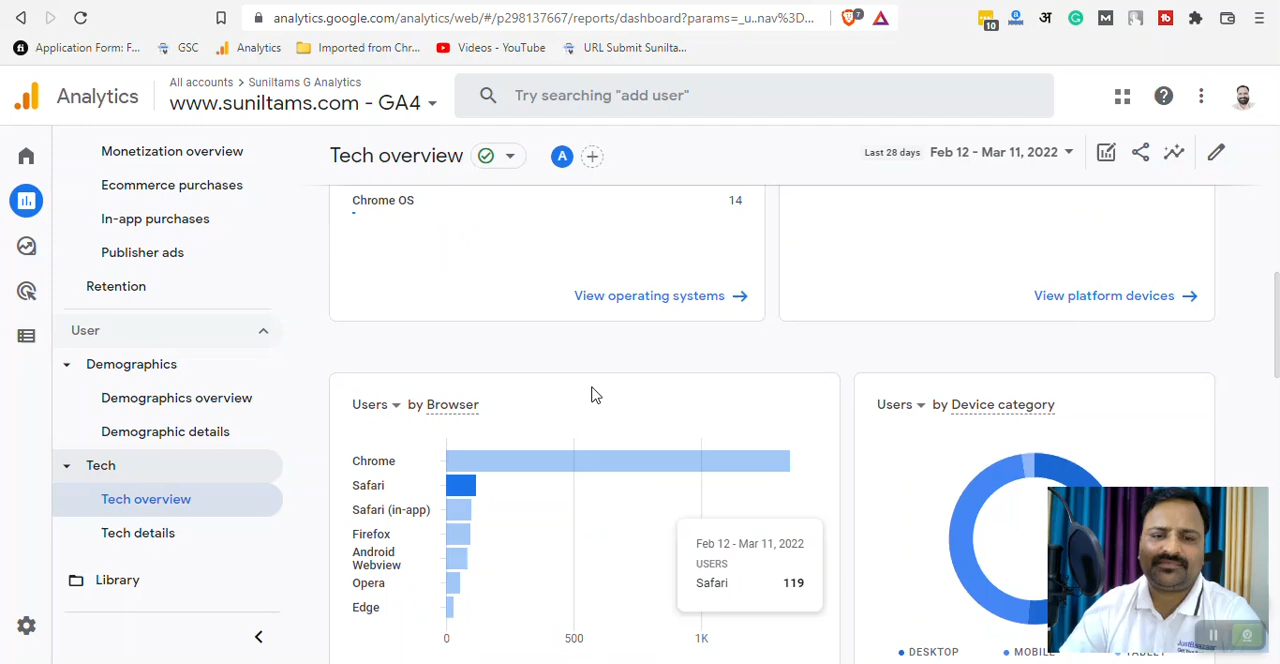 analytics.google.com/analytics/web/#/p298137667/reports/dashboard?params=_u..nav%3D...
7
10
अ
M
Application Form: F...
GSC
Analytics
Imported from Chr...
Videos - YouTube
URL Submit Sunilta...
Analytics
All accounts > Suniltams G Analytics
www.suniltams.com - GA4
Try searching "add user"
Monetization overview
Ecommerce purchases
In-app purchases
Publisher ads
Retention
User
Demographics
Demographics overview
Demographic details
Tech
Tech overview
Tech details
Library
Tech overview
A
Last 28 days Feb 12 - Mar 11, 2022
Chrome OS 14
View operating systems
View platform devices
Users by Browser
Chrome
Safari
Safari (in-app)
Firefox
Android
Webview
Opera
Edge
0 500 1K
Feb 12 - Mar 11, 2022
USERS
Safari 119
Users by Device category
DESKTOP